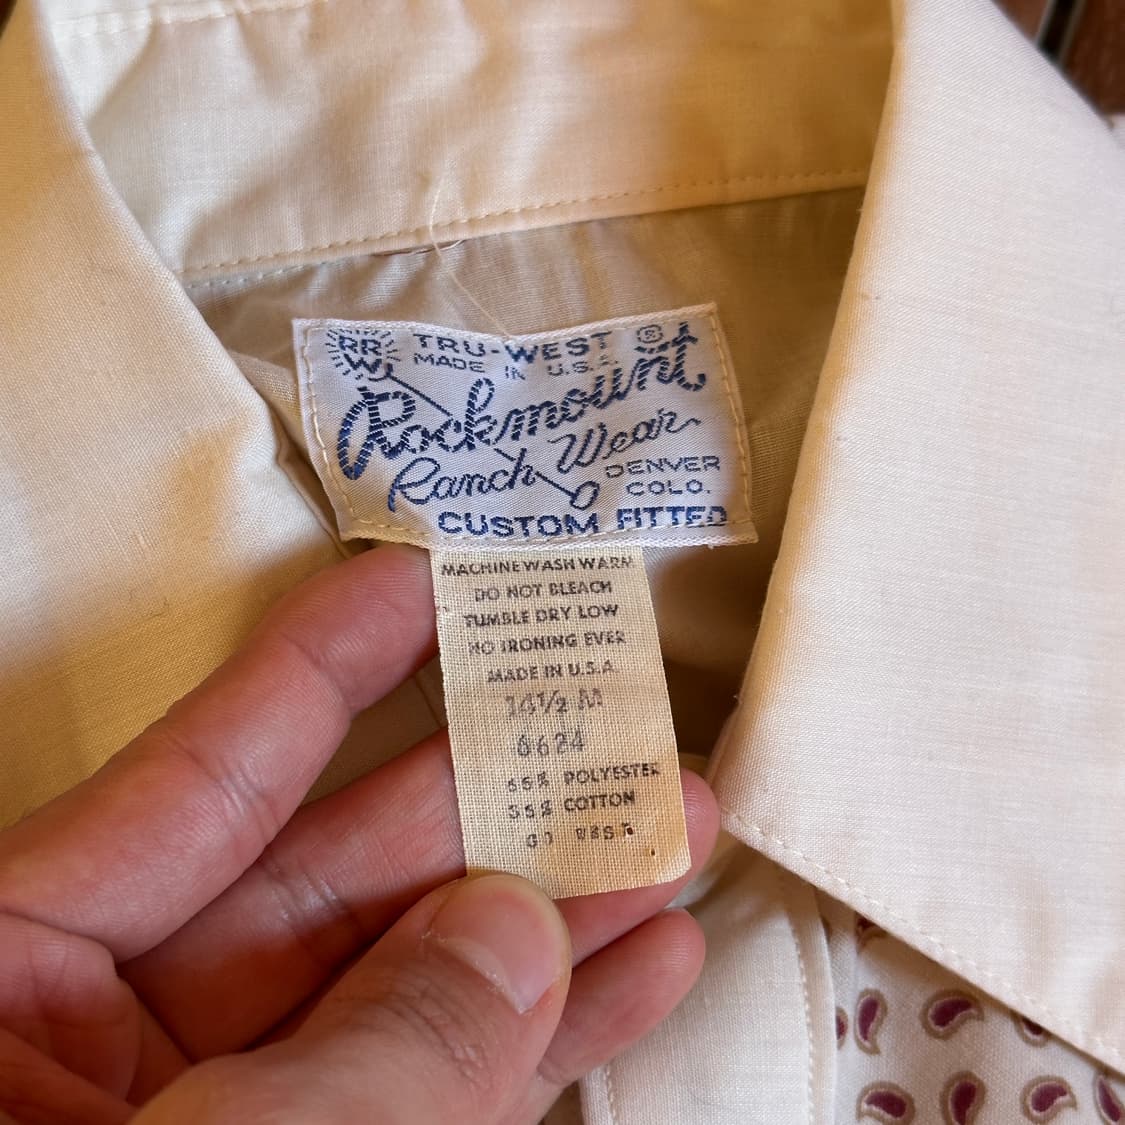 RR
W
TRU-WEST ®
MADE IN U.S.A.
Rockmount
Ranch Wear
DENVER
COLO.
CUSTOM FITTED
MACHINE WASH WARM
DO NOT BLEACH
TUMBLE DRY LOW
NO IRONING EVER
MADE IN U.S.A.
14½ M
6624
65% POLYESTER
35% COTTON